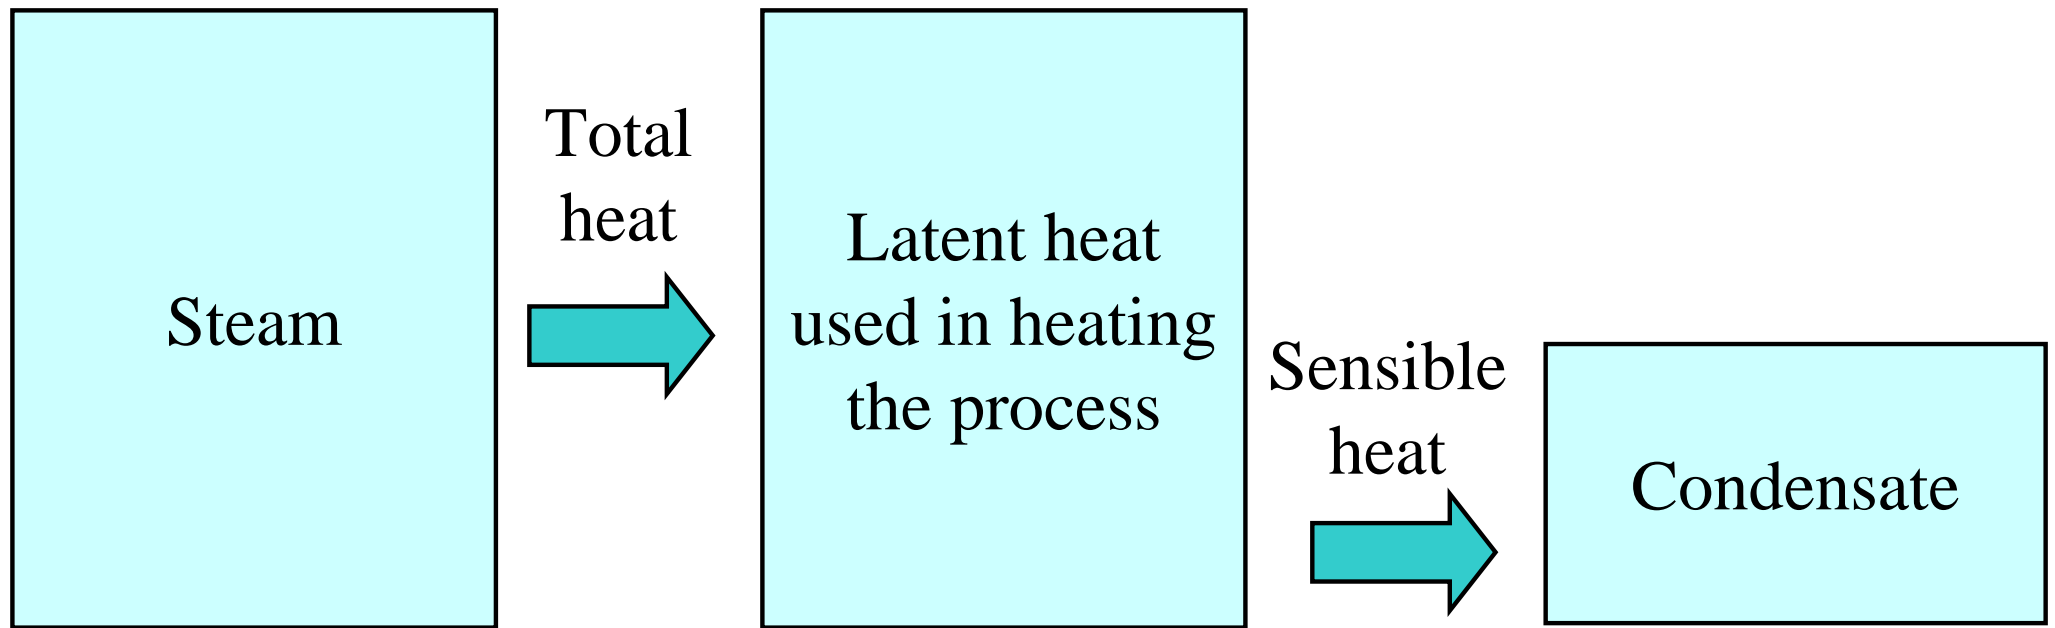 Steam
Total
heat
Latent heat
used in heating
the process
Sensible
heat
Condensate